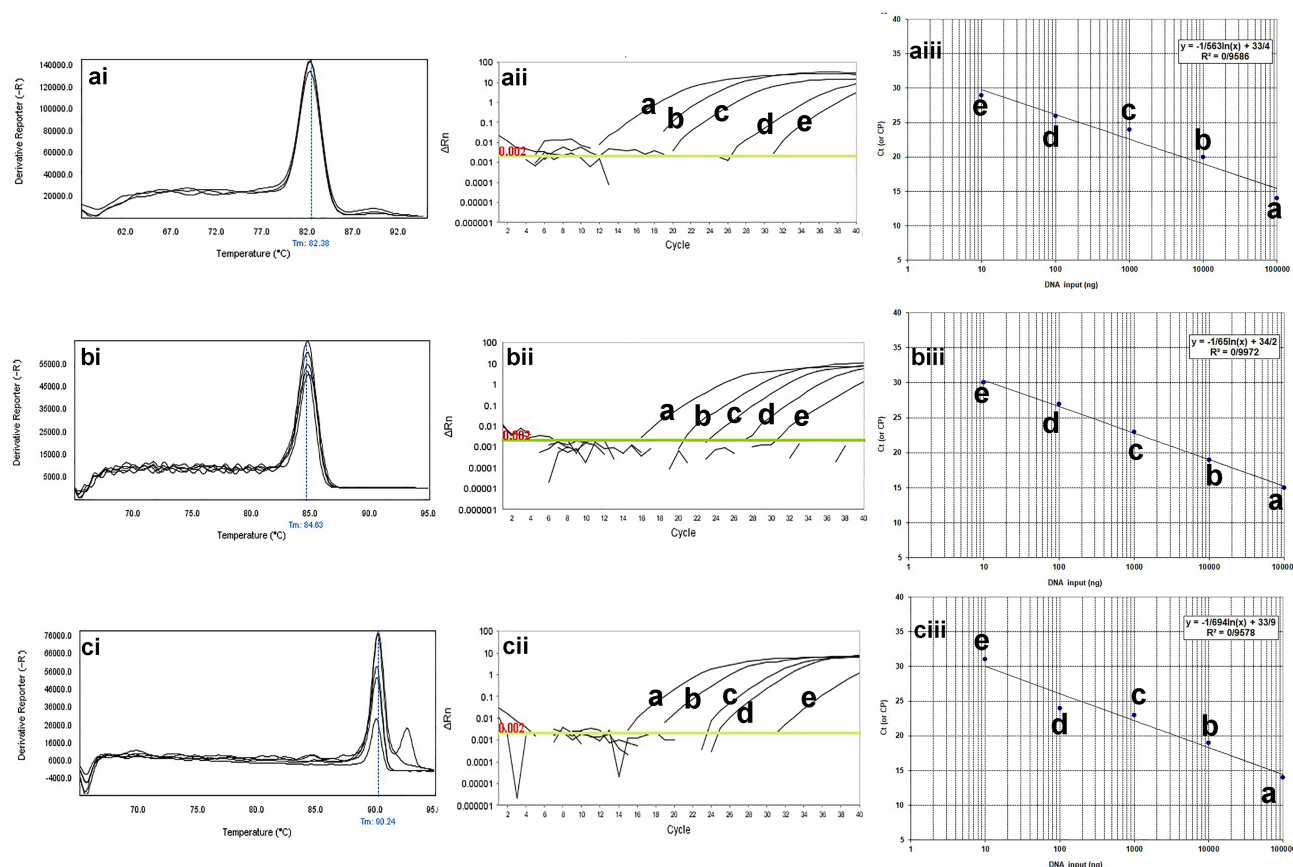 ai
Derivative Reporter (−R')
140000.0
120000.0
100000.0
80000.0
60000.0
40000.0
20000.0
62.0 67.0 72.0 77.0 82.0 87.0 92.0
Tm: 82.38
Temperature (°C)
aii
ΔRn
100
10
1
0.1
0.01
0.001
0.0001
0.00001
0.000001
0.002
a b c d e
2 4 6 8 10 12 14 16 18 20 22 24 26 28 30 32 34 36 38 40
Cycle
aiii
Ct (or CP)
40
35
30
25
20
15
10
5
y = -1/563ln(x) + 33/4
R² = 0/9586
e d c b a
1 10 100 1000 10000 100000
DNA input (ng)
bi
Derivative Reporter (−R')
55000.0
45000.0
35000.0
25000.0
15000.0
5000.0
70.0 75.0 80.0 85.0 90.0 95.0
Tm: 84.63
Temperature (°C)
bii
ΔRn
100
10
1
0.1
0.01
0.001
0.0001
0.00001
0.000001
0.002
a b c d e
2 4 6 8 10 12 14 16 18 20 22 24 26 28 30 32 34 36 38 40
Cycle
biii
Ct (or CP)
40
35
30
25
20
15
10
5
y = -1/65ln(x) + 34/2
R² = 0/9972
e d c b a
1 10 100 1000 10000 10000
DNA input (ng)
ci
Derivative Reporter (−R')
76000.0
66000.0
56000.0
46000.0
36000.0
26000.0
16000.0
6000.0
-4000.0
70.0 75.0 80.0 85.0 90.0 95.0
Tm: 90.24
Temperature (°C)
cii
ΔRn
100
10
1
0.1
0.01
0.001
0.0001
0.00001
0.000001
0.002
a b c d e
2 4 6 8 10 12 14 16 18 20 22 24 26 28 30 32 34 36 38 40
Cycle
ciii
Ct (or CP)
40
35
30
25
20
15
10
5
y = -1/694ln(x) + 33/9
R² = 0/9578
e d c b a
1 10 100 1000 10000 10000
DNA input (ng)